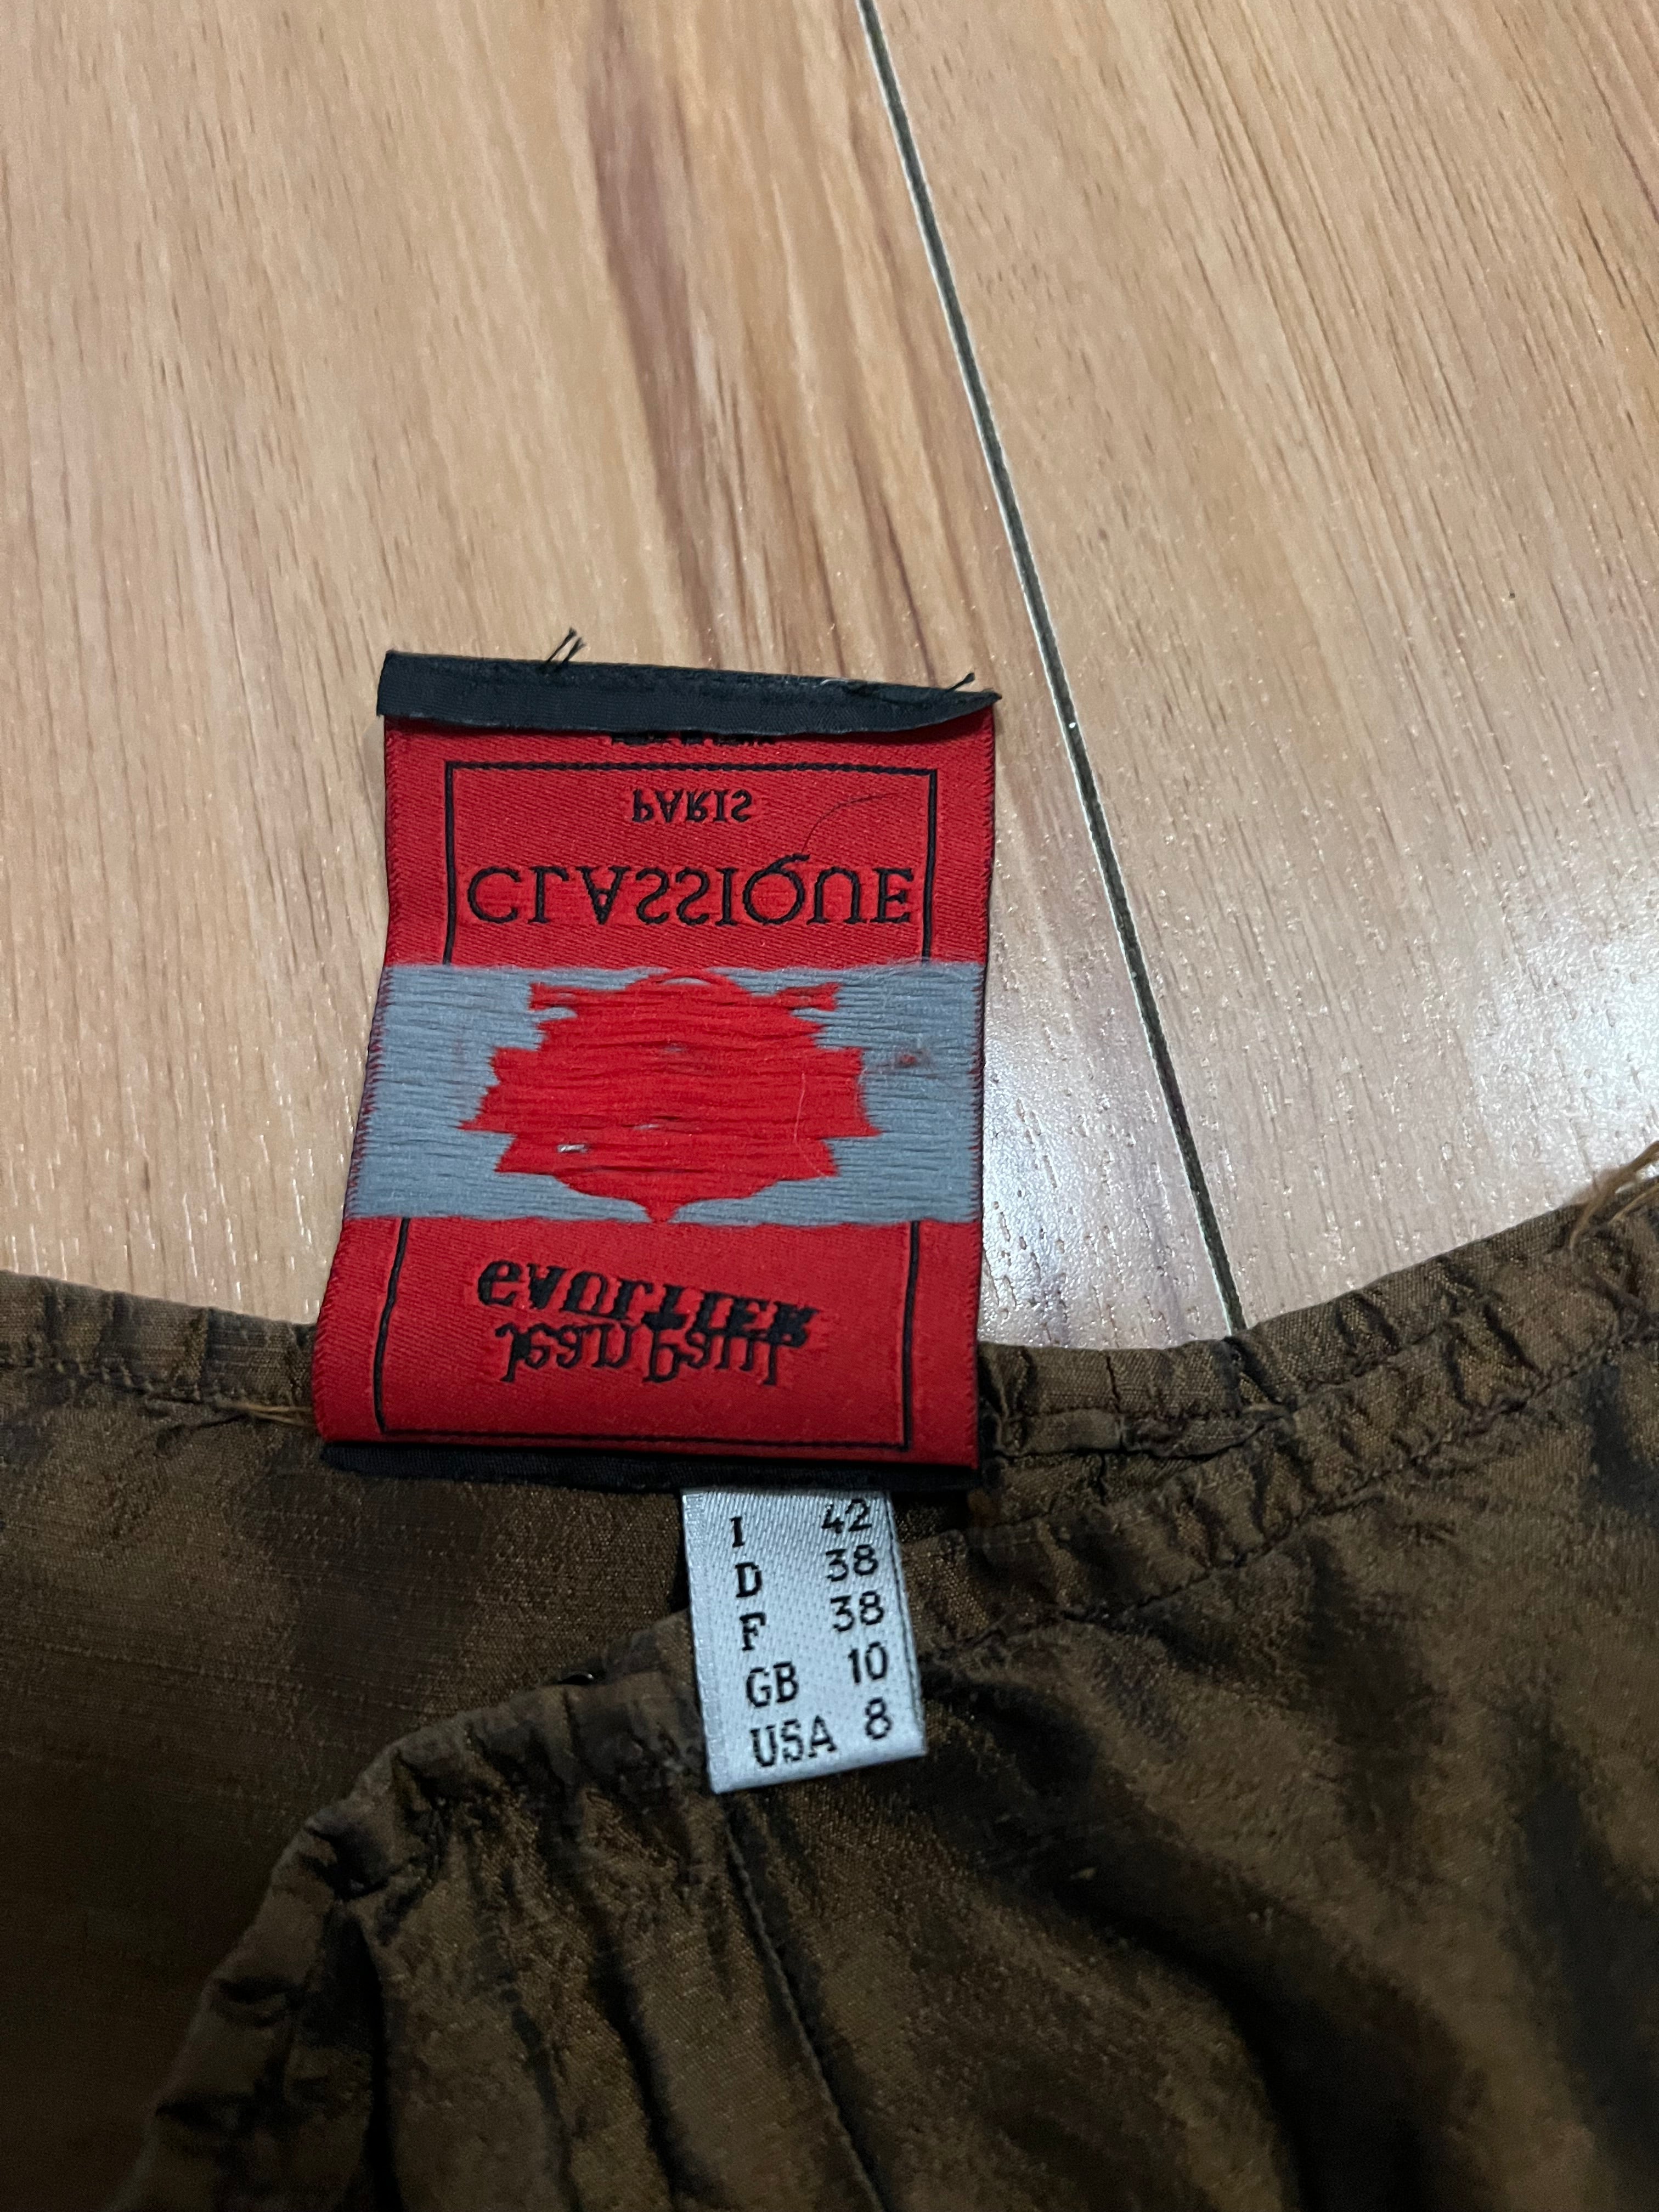 Jean Paul
GAULTIER
CLASSIQUE
PARIS
I 42
D 38
F 38
GB 10
USA 8